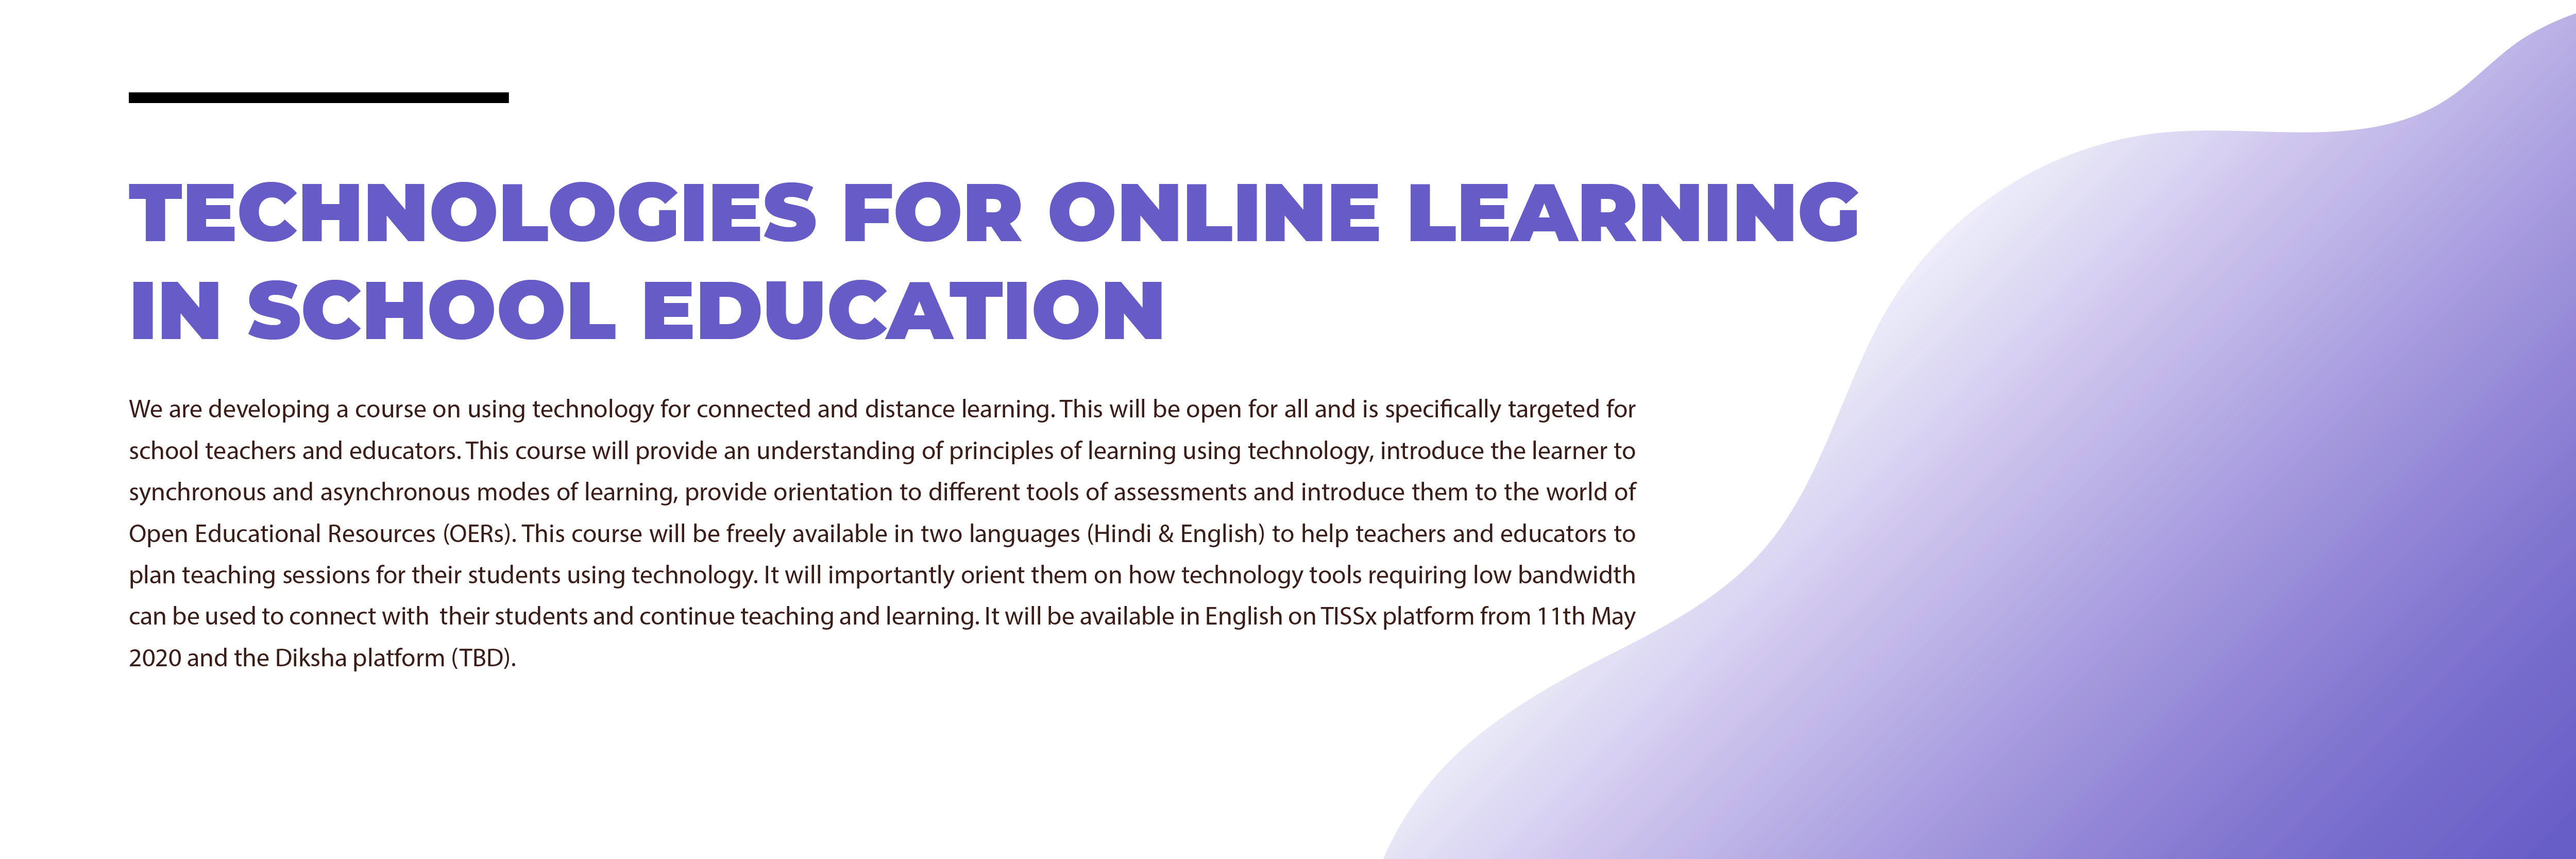 TECHNOLOGIES FOR ONLINE LEARNING
IN SCHOOL EDUCATION
We are developing a course on using technology for connected and distance learning. This will be open for all and is specifically targeted for
school teachers and educators. This course will provide an understanding of principles of learning using technology, introduce the learner to
synchronous and asynchronous modes of learning, provide orientation to different tools of assessments and introduce them to the world of
Open Educational Resources (OERs). This course will be freely available in two languages (Hindi & English) to help teachers and educators to
plan teaching sessions for their students using technology. It will importantly orient them on how technology tools requiring low bandwidth
can be used to connect with  their students and continue teaching and learning. It will be available in English on TISSx platform from 11th May
2020 and the Diksha platform (TBD).